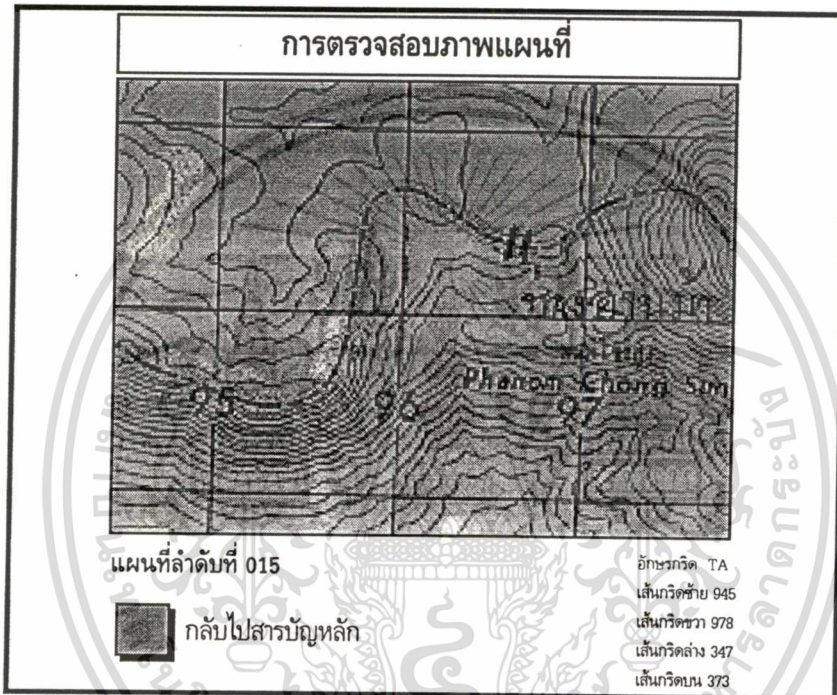 การตรวจสอบภาพแผนที่
#
Phanom Chong
95
96
97
แผนที่ลำดับที่ 015
กลับไปสารบัญหลัก
อักษรกริด TA
เส้นกริดซ้าย 945
เส้นกริดขวา 978
เส้นกริดล่าง 347
เส้นกริดบน 373